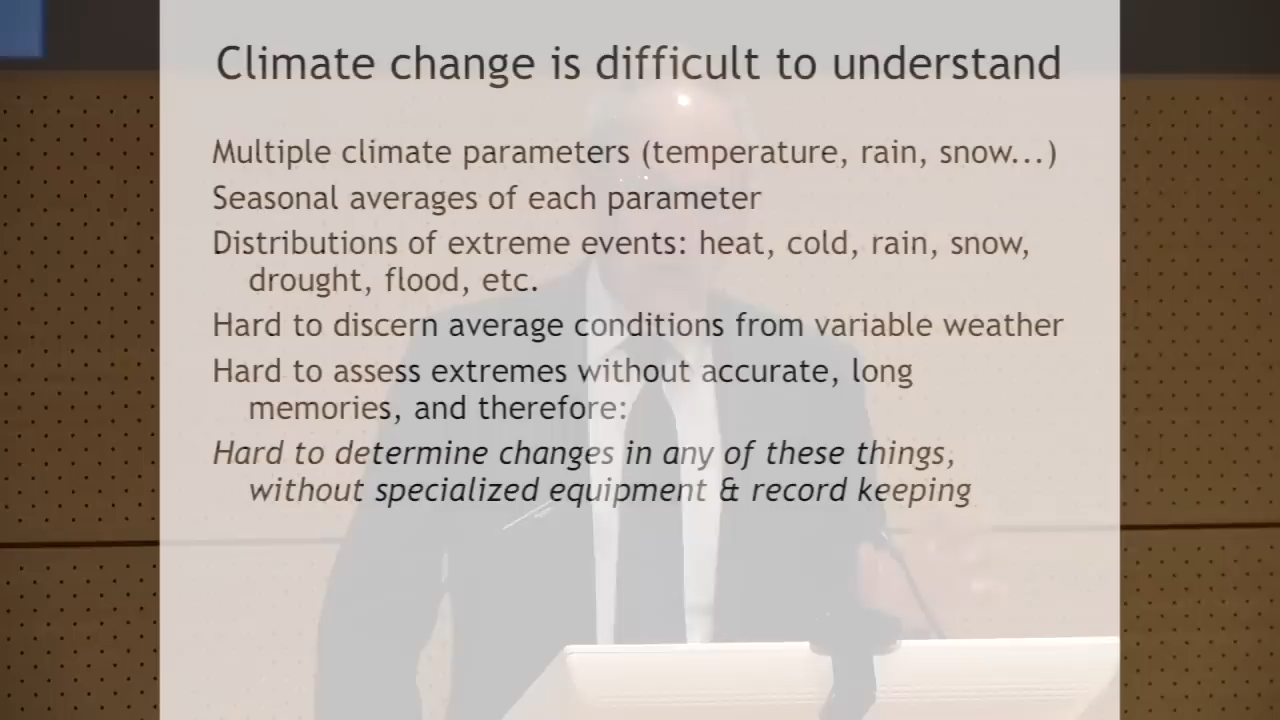 Climate change is difficult to understand
Multiple climate parameters (temperature, rain, snow...)
Seasonal averages of each parameter
Distributions of extreme events: heat, cold, rain, snow,
drought, flood, etc.
Hard to discern average conditions from variable weather
Hard to assess extremes without accurate, long
memories, and therefore:
Hard to determine changes in any of these things,
without specialized equipment & record keeping